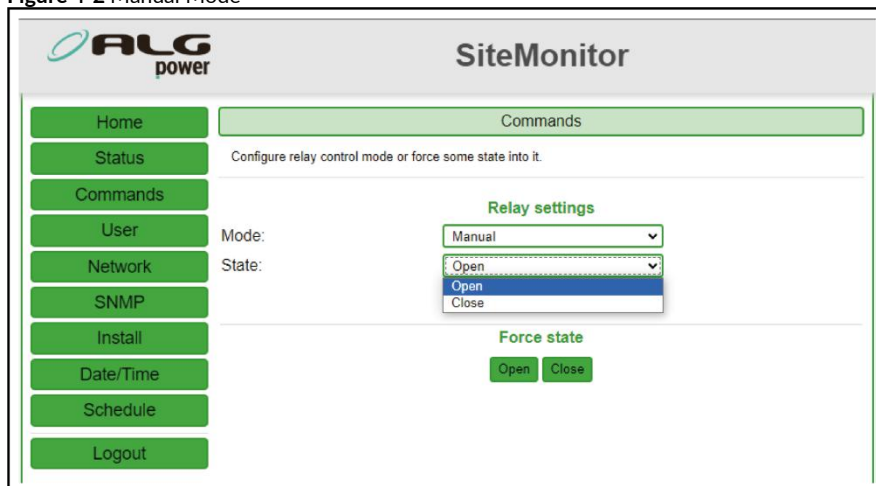 Figure 4-2 Manual Mode
ALG
power
SiteMonitor
Home
Status
Commands
User
Network
SNMP
Install
Date/Time
Schedule
Logout
Commands
Configure relay control mode or force some state into it.
Relay settings
Mode:
Manual
State:
Open
Open
Close
Force state
Open Close